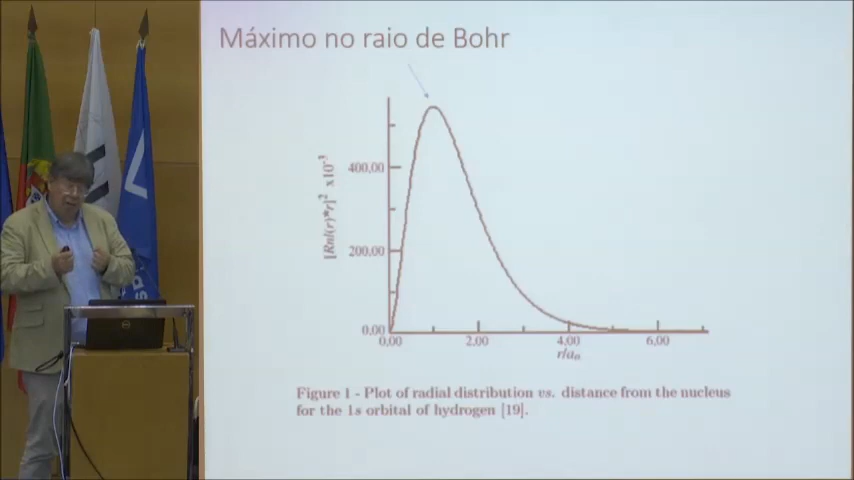 Máximo no raio de Bohr
[Rnl(r)*r]² x10⁻³
400.00
200.00
0.00
0.00
2.00
4.00
6.00
r/aₒ
Figure 1 - Plot of radial distribution vs. distance from the nucleus
for the 1s orbital of hydrogen [19].